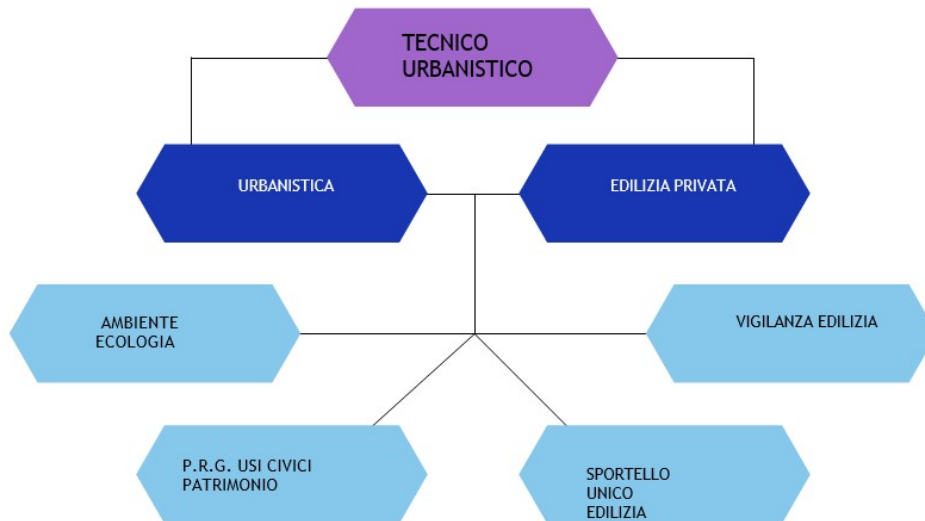 TECNICO
URBANISTICO
URBANISTICA
EDILIZIA PRIVATA
AMBIENTE
ECOLOGIA
VIGILANZA EDILIZIA
P.R.G. USI CIVICI
PATRIMONIO
SPORTELLO
UNICO
EDILIZIA